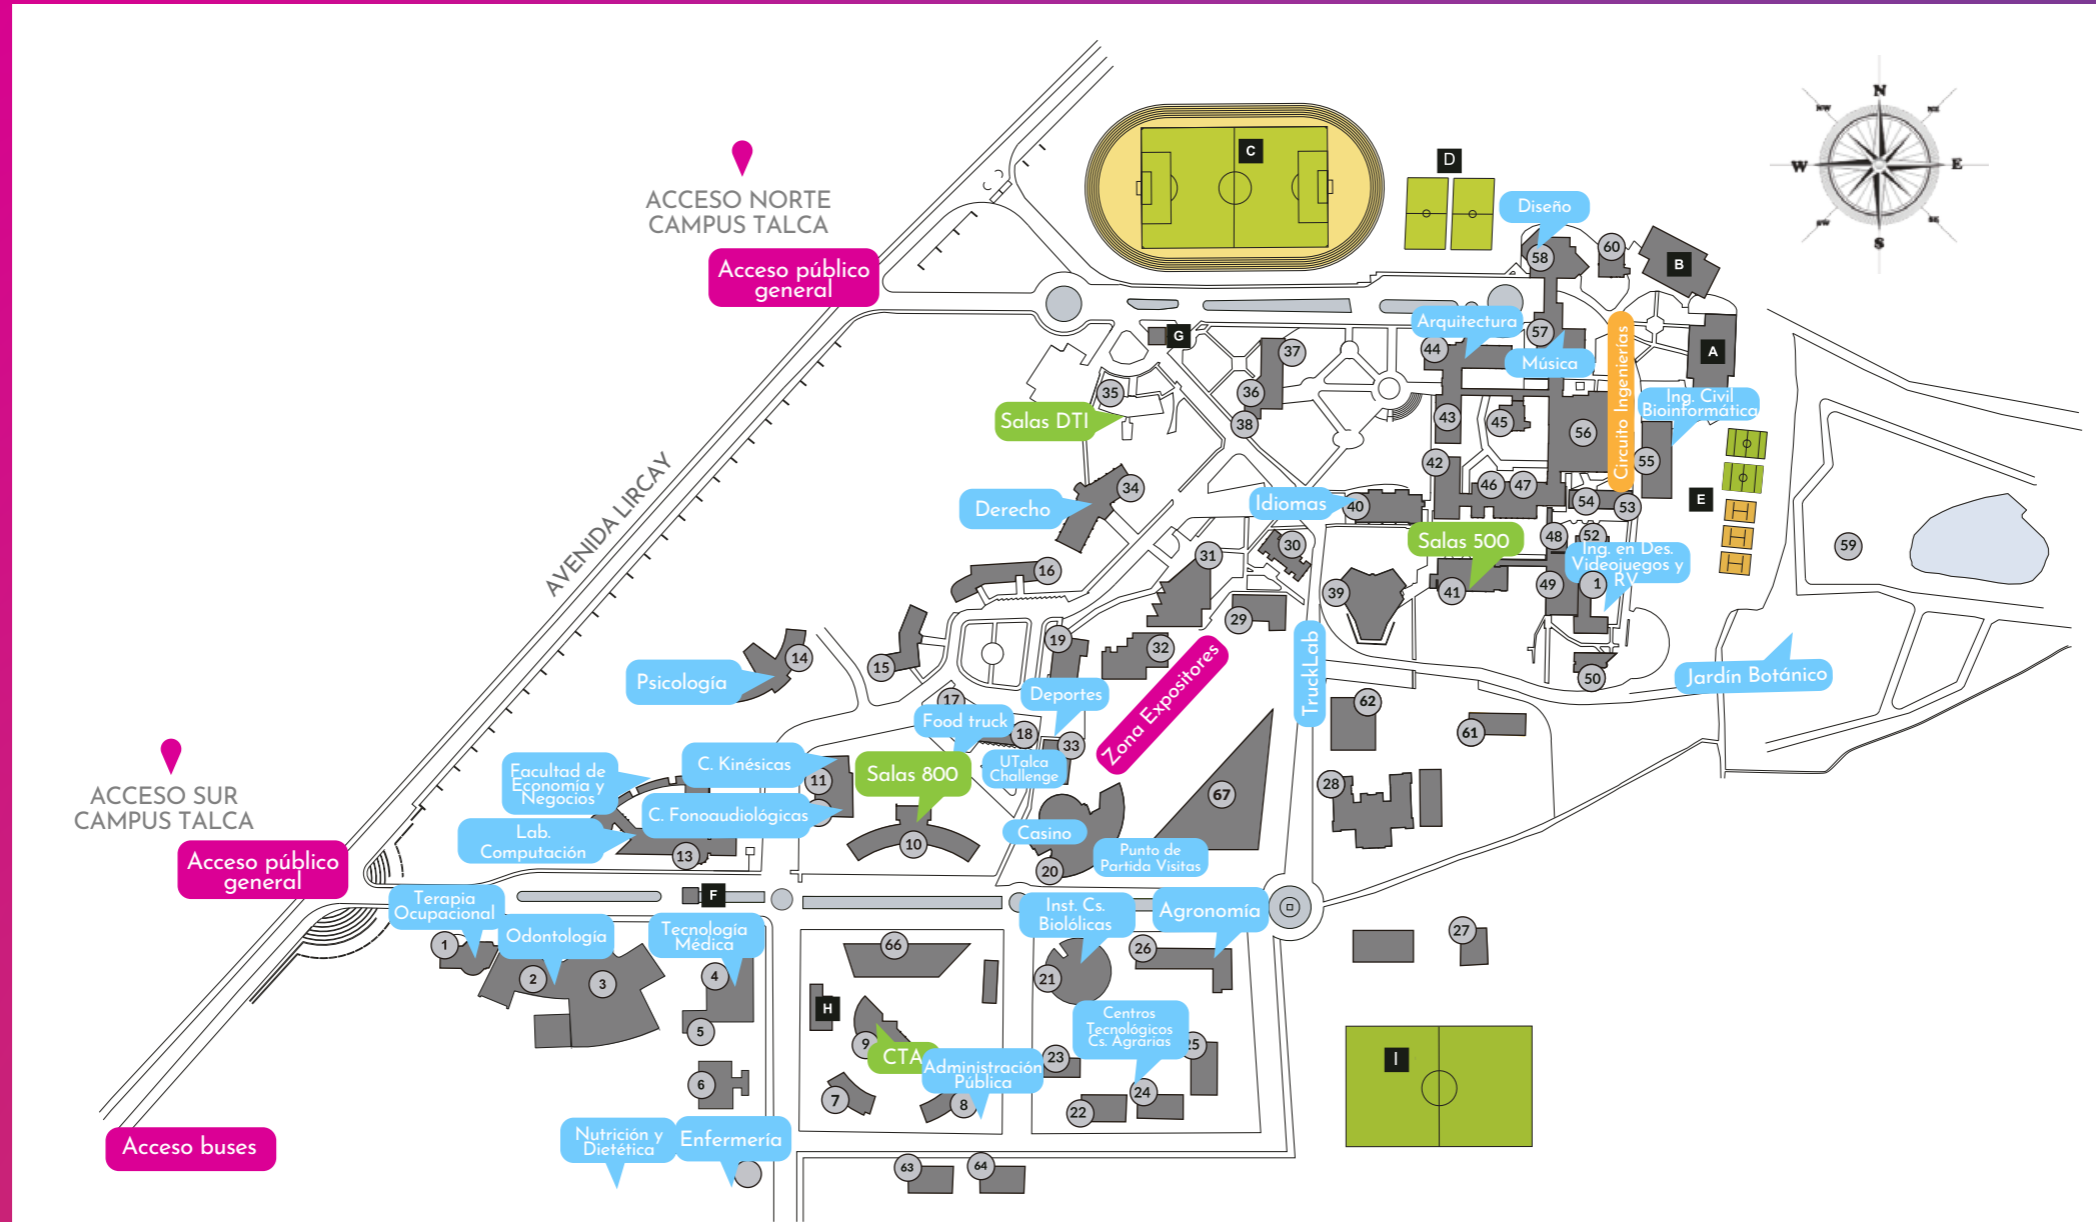 N
NW
NE
W
E
SW
SE
S
ACCESO NORTE
CAMPUS TALCA
Acceso público
general
AVENIDA LIRCAY
ACCESO SUR
CAMPUS TALCA
Acceso público
general
Acceso buses
C
D
Diseño
58
60
B
G
Arquitectura
57
44
Música
Circuito Ingenierías
A
37
36
38
35
Salas DTI
43
45
56
Ing. Civil
Bioinformática
55
42
46
47
54
53
E
34
Derecho
Idiomas
40
Salas 500
48
52
Ing. en Des.
Videojuegos y
RV
1
59
31
30
16
39
41
49
29
19
32
15
14
Psicología
Zona Expositores
TruckLab
50
Jardín Botánico
Deportes
17
Food truck
18
33
62
61
UTalca
Challenge
C. Kinésicas
11
Salas 800
Facultad de
Economía y
Negocios
C. Fonoaudiológicas
Lab.
Computación
13
10
Casino
20
Punto de
Partida Visitas
67
28
F
Terapia
Ocupacional
Odontología
Tecnología
Médica
1
2
3
4
5
6
66
H
9
CTA
7
8
Administración
Pública
Inst. Cs.
Biolólicas
Agronomía
21
26
27
Centros
Tecnológicos
Cs. Agrarias
25
23
22
24
I
Nutrición y
Dietética
Enfermería
63
64